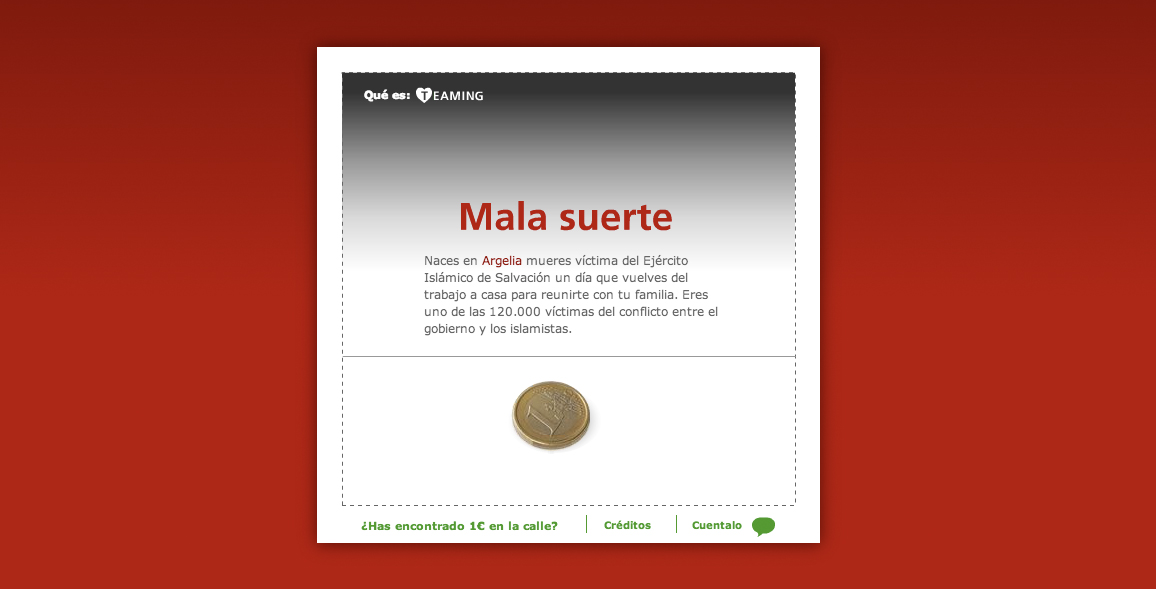 Qué es: TEAMING
Mala suerte
Naces en Argelia mueres víctima del Ejército
Islámico de Salvación un día que vuelves del
trabajo a casa para reunirte con tu familia. Eres
uno de las 120.000 víctimas del conflicto entre el
gobierno y los islamistas.
1
¿Has encontrado 1€ en la calle?
Créditos
Cuentalo